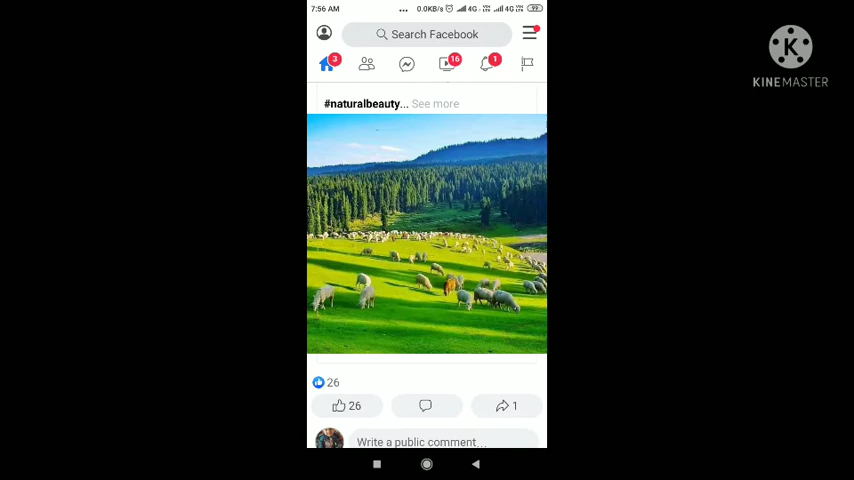 7:56 AM
0.0KB/s
4G
4G
99
Search Facebook
K
KINEMASTER
3
16
1
#naturalbeauty... See more
26
26
1
Write a public comment...